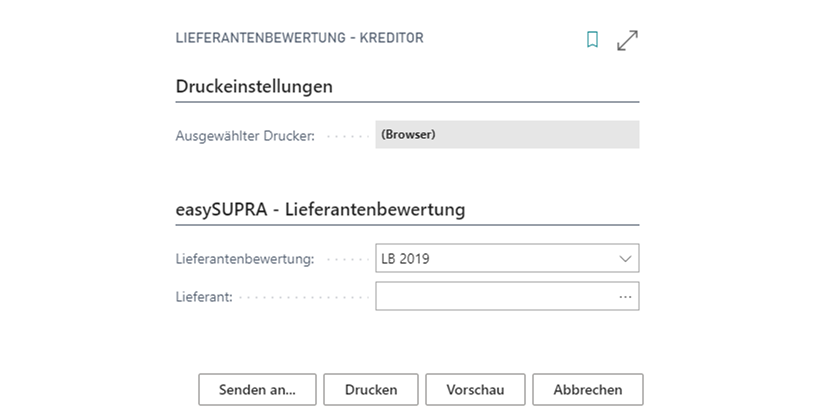 LIEFERANTENBEWERTUNG - KREDITOR
Druckeinstellungen
Ausgewählter Drucker: (Browser)
easySUPRA - Lieferantenbewertung
Lieferantenbewertung: LB 2019
Lieferant:
Senden an... Drucken Vorschau Abbrechen